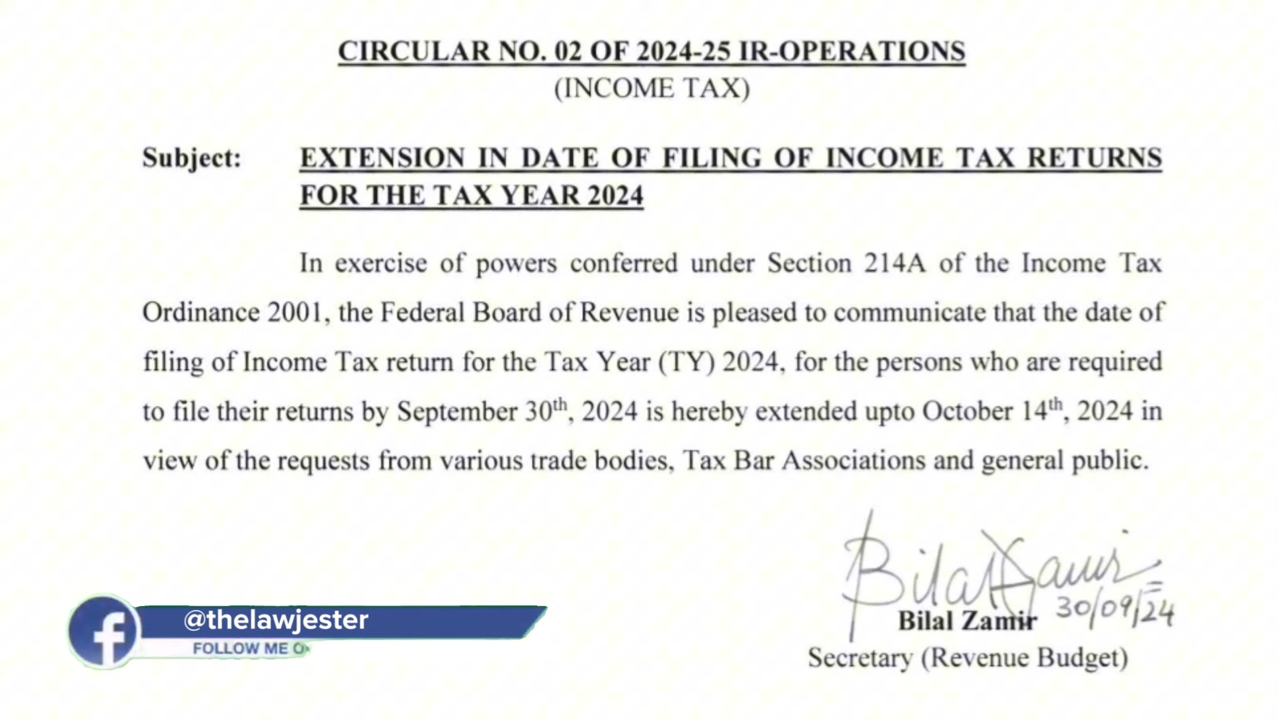 CIRCULAR NO. 02 OF 2024-25 IR-OPERATIONS
(INCOME TAX)
Subject: EXTENSION IN DATE OF FILING OF INCOME TAX RETURNS
FOR THE TAX YEAR 2024
In exercise of powers conferred under Section 214A of the Income Tax
Ordinance 2001, the Federal Board of Revenue is pleased to communicate that the date of
filing of Income Tax return for the Tax Year (TY) 2024, for the persons who are required
to file their returns by September 30th, 2024 is hereby extended upto October 14th, 2024 in
view of the requests from various trade bodies, Tax Bar Associations and general public.
Bilal Zamir
30/09/24
Bilal Zamir
Secretary (Revenue Budget)
@thelawjester
FOLLOW ME